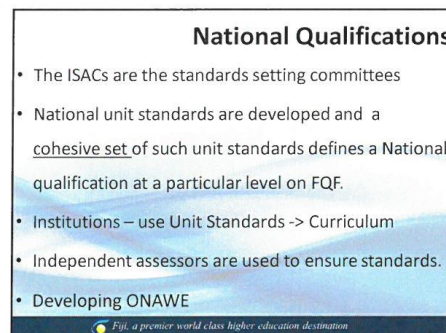 National Qualifications
• The ISACs are the standards setting committees
• National unit standards are developed and a
cohesive set of such unit standards defines a National
qualification at a particular level on FQF.
• Institutions – use Unit Standards -> Curriculum
• Independent assessors are used to ensure standards.
• Developing ONAWE
Fiji, a premier world class higher education destination